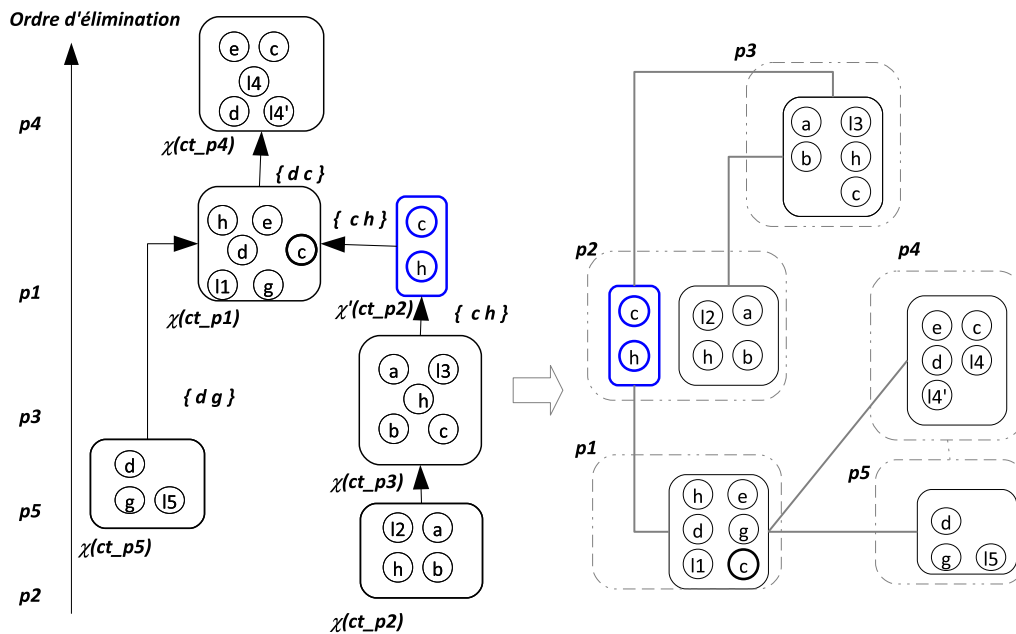 Ordre d'élimination
p4
p1
p3
p5
p2
e c
l4
d l4'
χ(ct_p4)
{ d c }
h e
d c
l1 g
χ(ct_p1)
{ c h }
c
h
χ'(ct_p2)
{ c h }
{ d g }
a l3
h
b c
χ(ct_p3)
d
g l5
χ(ct_p5)
l2 a
h b
χ(ct_p2)
p3
a l3
b h
c
p2
c
h
l2 a
h b
p4
e c
d l4
l4'
p1
h e
d g
l1 c
p5
d
g l5